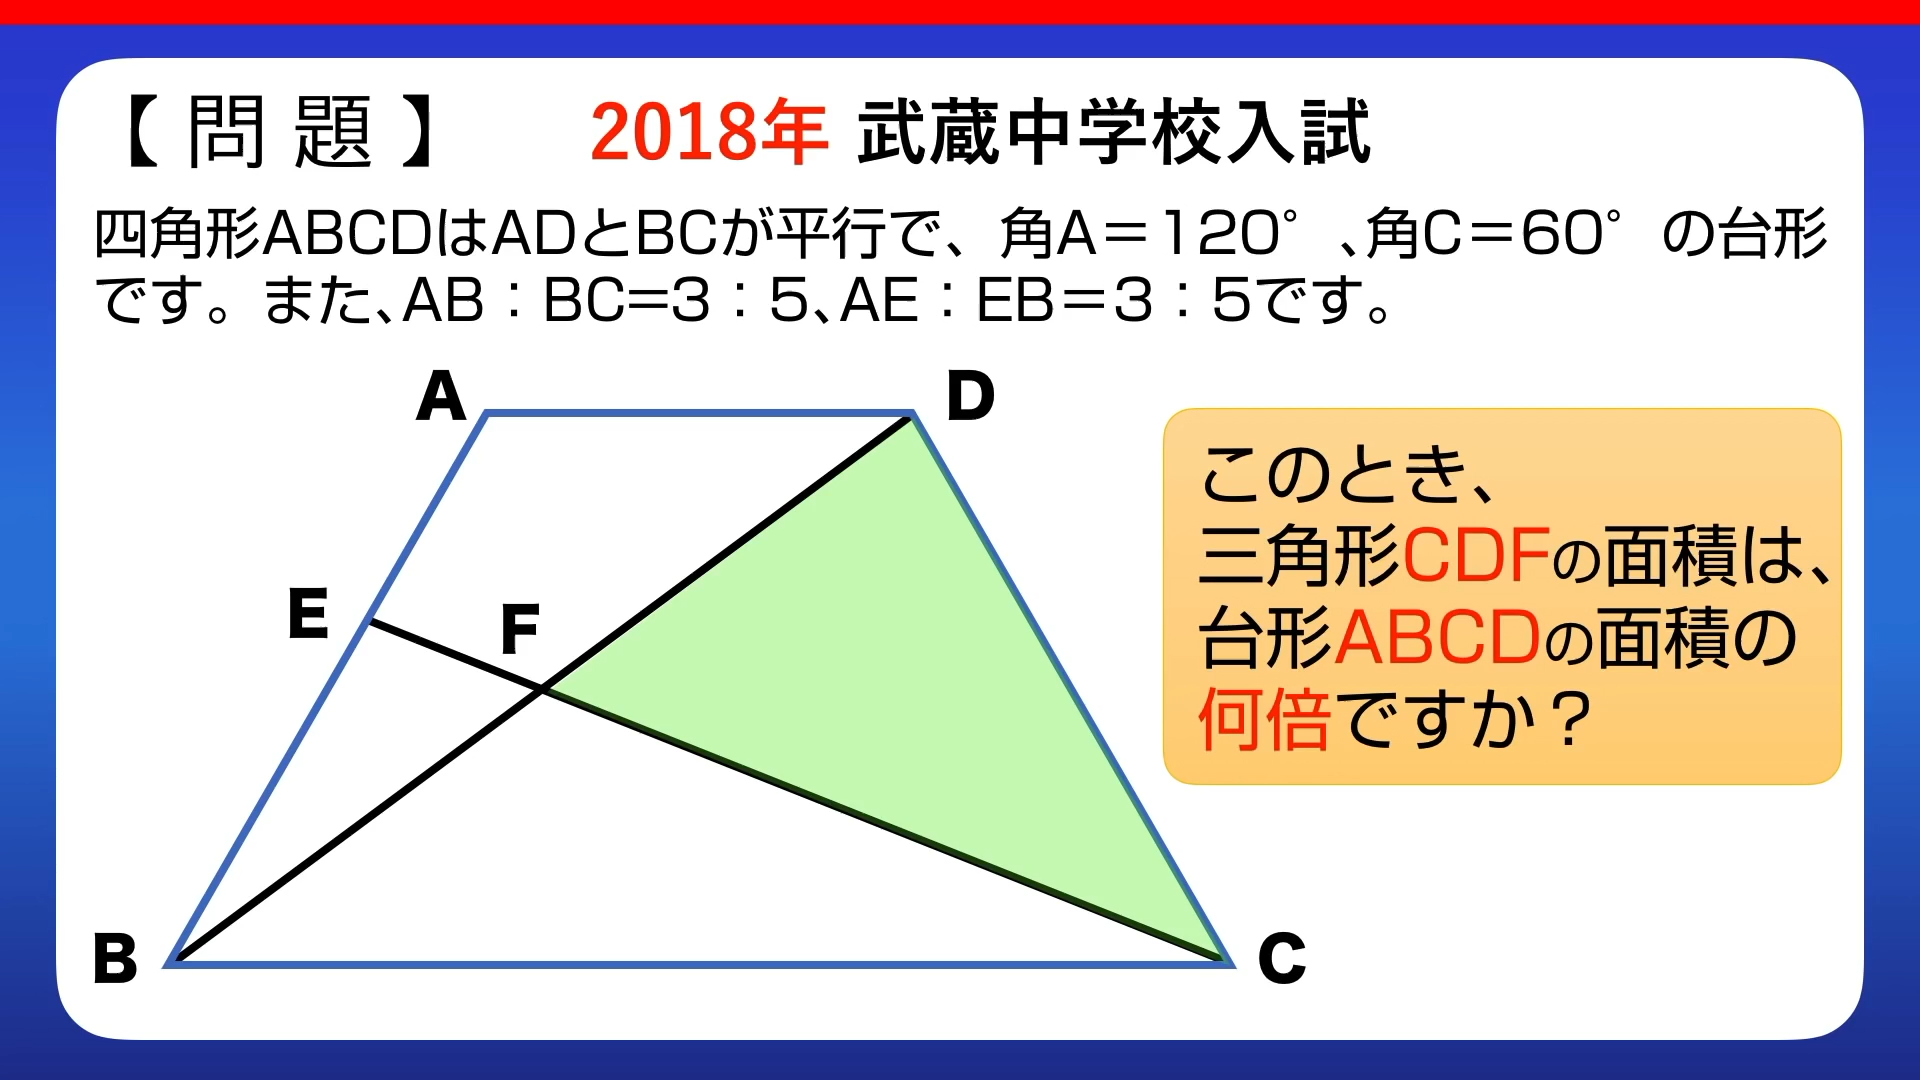 【問題】 2018年 武蔵中学校入試
四角形ABCDはADとBCが平行で、角A＝120°、角C＝60°の台形
です。また、AB：BC=3：5、AE：EB＝3：5です。
A
D
このとき、
三角形CDFの面積は、
台形ABCDの面積の
何倍ですか？
E
F
B
C